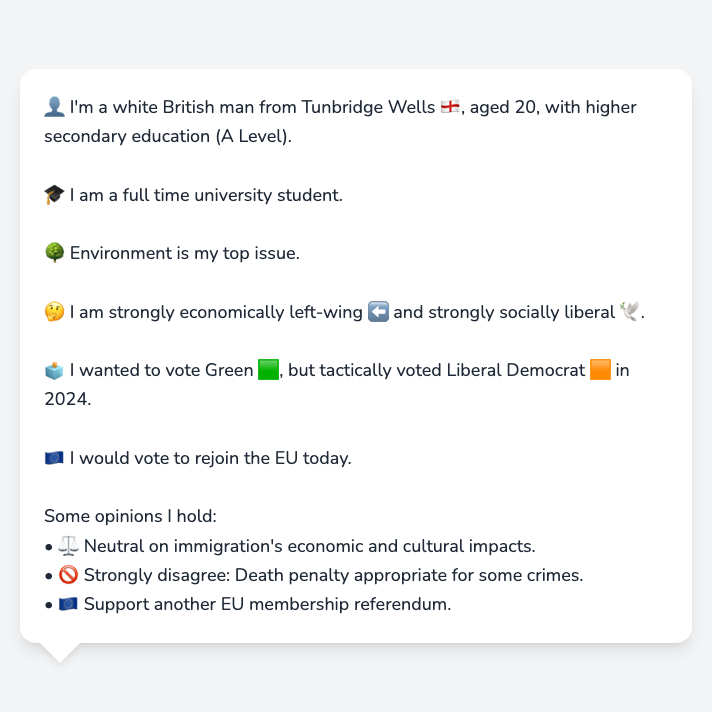 👤 I'm a white British man from Tunbridge Wells 🏴󠁧󠁢󠁥󠁮󠁧󠁿, aged 20, with higher
secondary education (A Level).
🎓 I am a full time university student.
🌳 Environment is my top issue.
🤔 I am strongly economically left-wing ⬅️ and strongly socially liberal 🕊️.
🗳️ I wanted to vote Green 🟩, but tactically voted Liberal Democrat 🟧 in
2024.
🇪🇺 I would vote to rejoin the EU today.
Some opinions I hold:
• ⚖️ Neutral on immigration's economic and cultural impacts.
• 🚫 Strongly disagree: Death penalty appropriate for some crimes.
• 🇪🇺 Support another EU membership referendum.